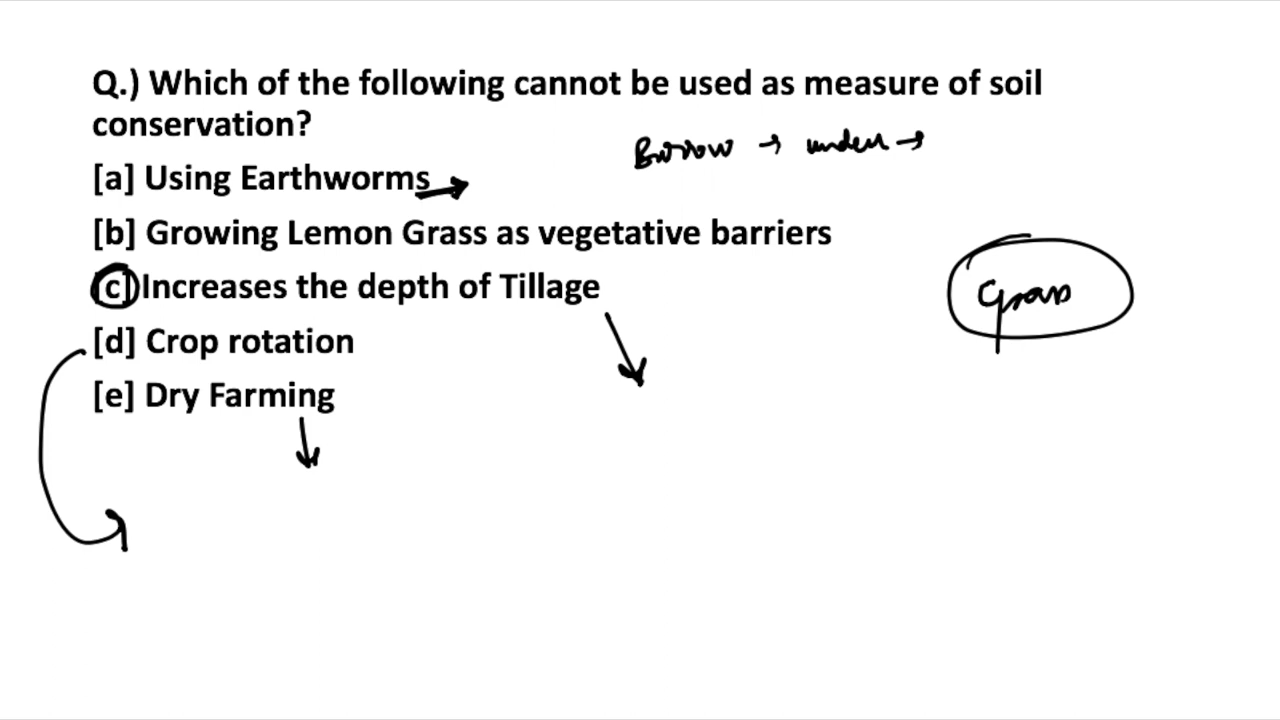 Q.) Which of the following cannot be used as measure of soil
conservation?
Burrow → under →
[a] Using Earthworms
[b] Growing Lemon Grass as vegetative barriers
[c] Increases the depth of Tillage
Grass
[d] Crop rotation
[e] Dry Farming